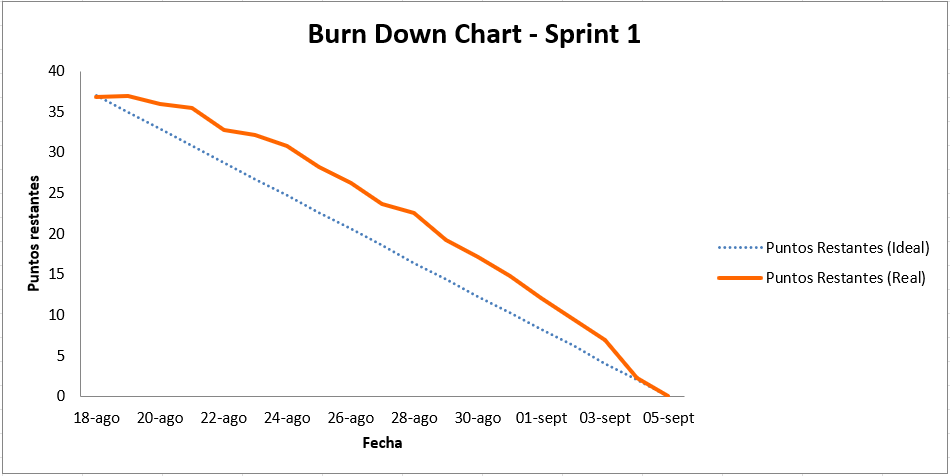 Burn Down Chart - Sprint 1
40
35
30
25
20
15
10
5
0
Puntos restantes
18-ago 20-ago 22-ago 24-ago 26-ago 28-ago 30-ago 01-sept 03-sept 05-sept
Fecha
Puntos Restantes (Ideal)
Puntos Restantes (Real)